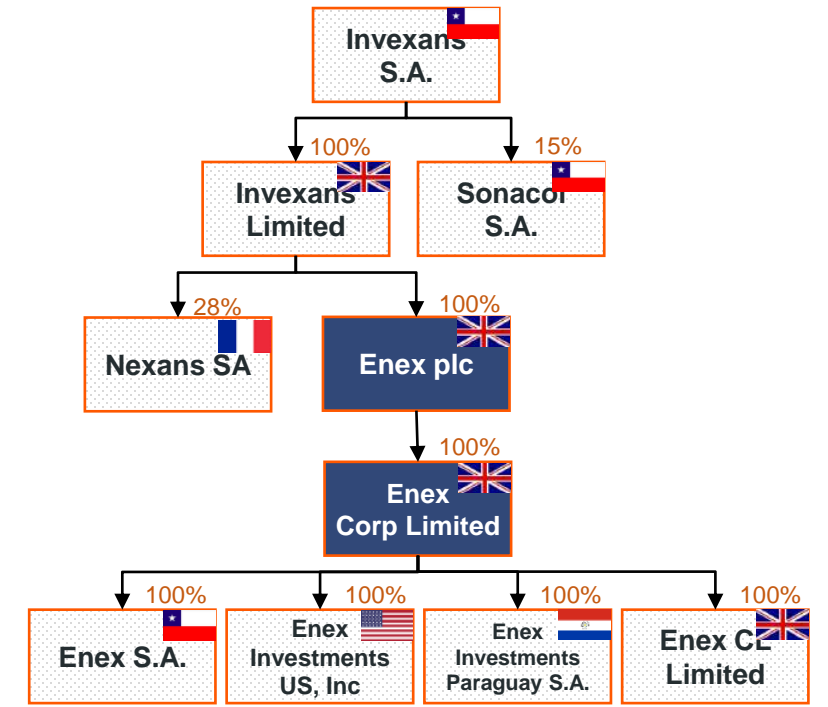 Invexans
S.A.
100%
15%
Invexans
Limited
Sonacol
S.A.
28%
100%
Nexans SA
Enex plc
100%
Enex
Corp Limited
100%
100%
100%
100%
Enex S.A.
Enex
Investments
US, Inc
Enex
Investments
Paraguay S.A.
Enex CL
Limited